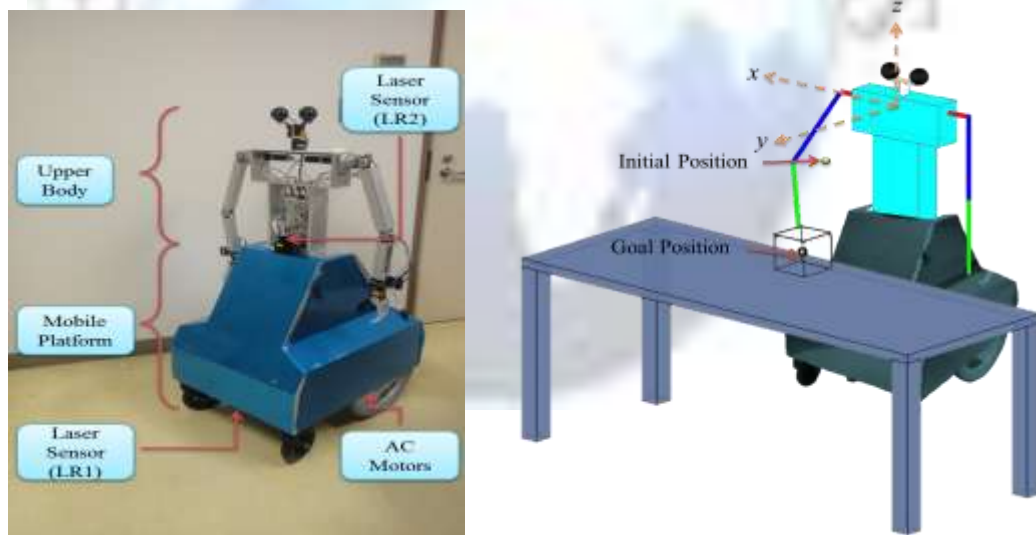 Laser
Sensor
(LR2)
Upper
Body
Mobile
Platform
Laser
Sensor
(LR1)
AC
Motors
z
x
y
Initial Position
Goal Position